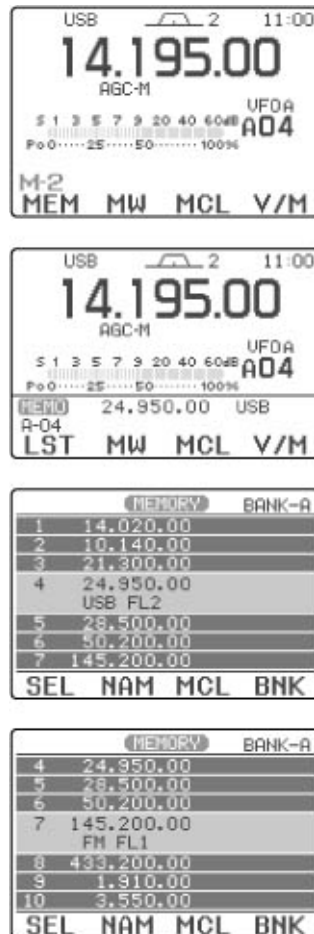 USB 2 11:00
14.195.00
AGC-M
VFOA
S 1 3 5 7 9 20 40 60dB A04
Po 0·····25·····50········100%
M-2
MEM MW MCL V/M
USB 2 11:00
14.195.00
AGC-M
VFOA
S 1 3 5 7 9 20 40 60dB A04
Po 0·····25·····50········100%
MEMO 24.950.00 USB
A-04
LST MW MCL V/M
MEMORY BANK-A
1 14.020.00
2 10.140.00
3 21.300.00
4 24.950.00
USB FL2
5 28.500.00
6 50.200.00
7 145.200.00
SEL NAM MCL BNK
MEMORY BANK-A
4 24.950.00
5 28.500.00
6 50.200.00
7 145.200.00
FM FL1
8 433.200.00
9 1.910.00
10 3.550.00
SEL NAM MCL BNK